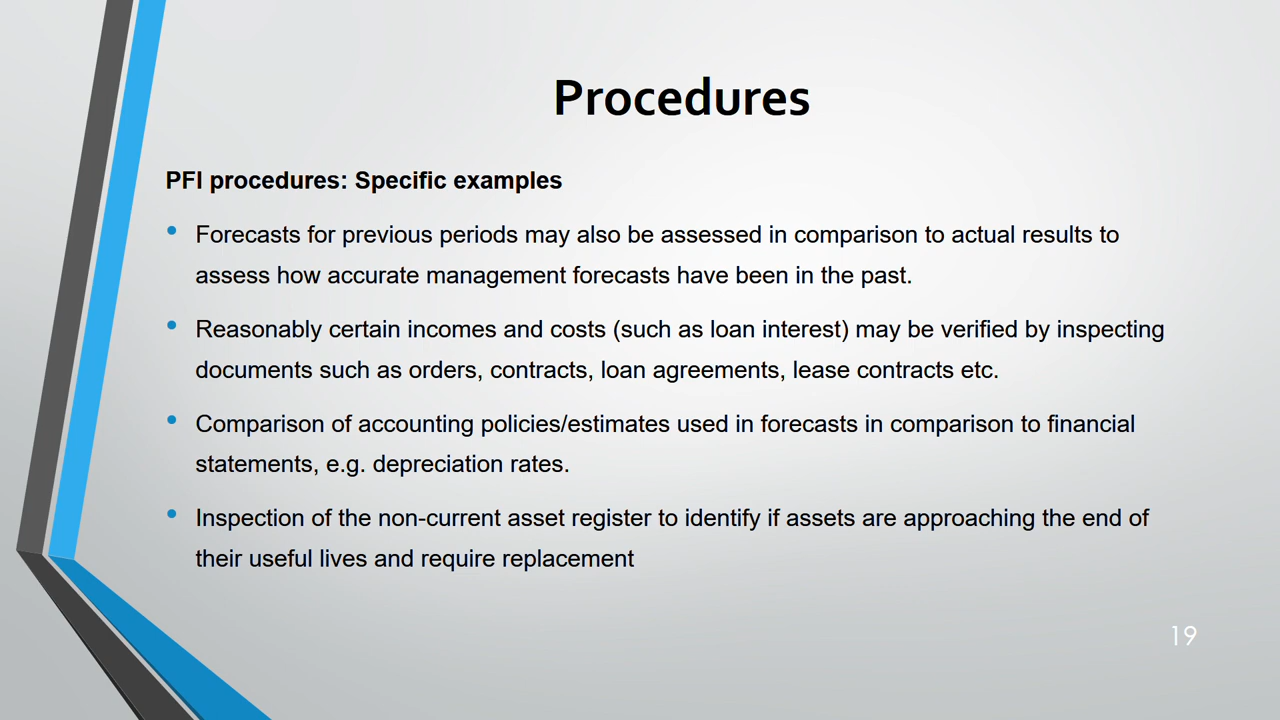 Procedures
PFI procedures: Specific examples
• Forecasts for previous periods may also be assessed in comparison to actual results to
assess how accurate management forecasts have been in the past.
• Reasonably certain incomes and costs (such as loan interest) may be verified by inspecting
documents such as orders, contracts, loan agreements, lease contracts etc.
• Comparison of accounting policies/estimates used in forecasts in comparison to financial
statements, e.g. depreciation rates.
• Inspection of the non-current asset register to identify if assets are approaching the end of
their useful lives and require replacement
19